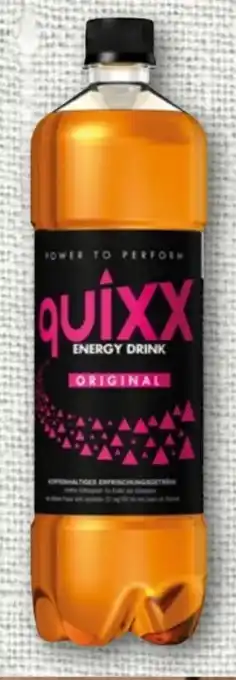 POWER TO PERFORM
quixx
ENERGY DRINK
ORIGINAL
KOFFEINHALTIGES ERFRISCHUNGSGETRÄNK